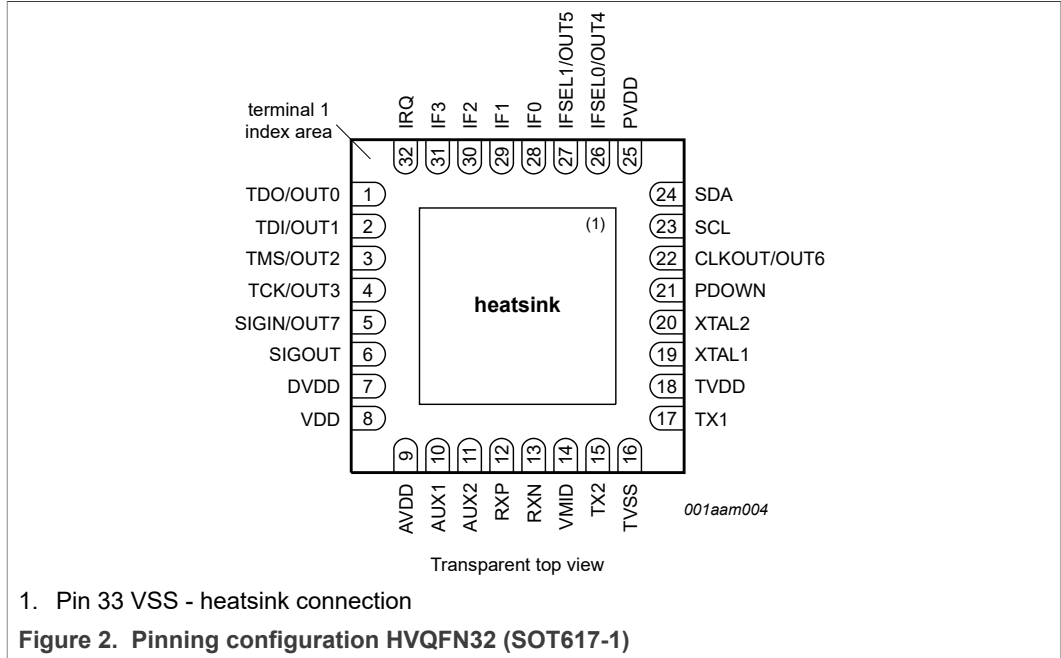 IRQ
IF3
IF2
IF1
IF0
IFSEL1/OUT5
IFSEL0/OUT4
PVDD
terminal 1
index area
32
31
30
29
28
27
26
25
TDO/OUT0 1
TDI/OUT1 2
TMS/OUT2 3
TCK/OUT3 4
SIGIN/OUT7 5
SIGOUT 6
DVDD 7
VDD 8
(1)
heatsink
24 SDA
23 SCL
22 CLKOUT/OUT6
21 PDOWN
20 XTAL2
19 XTAL1
18 TVDD
17 TX1
9
10
11
12
13
14
15
16
AVDD
AUX1
AUX2
RXP
RXN
VMID
TX2
TVSS
001aam004
Transparent top view
1. Pin 33 VSS - heatsink connection
Figure 2. Pinning configuration HVQFN32 (SOT617-1)